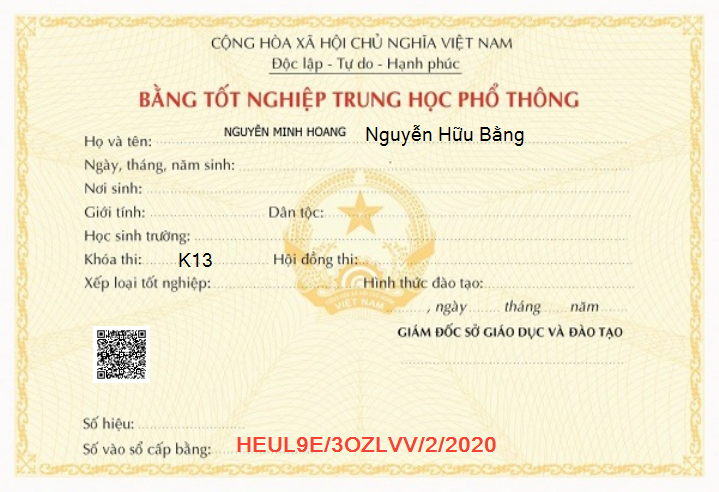 CỘNG HÒA XÃ HỘI CHỦ NGHĨA VIỆT NAM
Độc lập - Tự do - Hạnh phúc
BẰNG TỐT NGHIỆP TRUNG HỌC PHỔ THÔNG
Họ và tên: NGUYỄN MINH HOANG Nguyễn Hữu Bằng
Ngày, tháng, năm sinh:
Nơi sinh:
Giới tính: Dân tộc:
Học sinh trường:
Khóa thi: K13 Hội đồng thi:
Xếp loại tốt nghiệp: Hình thức đào tạo:
VIỆT NAM
, ngày tháng năm
GIÁM ĐỐC SỞ GIÁO DỤC VÀ ĐÀO TẠO
Số hiệu:
Số vào sổ cấp bằng: HEUL9E/3OZLVV/2/2020